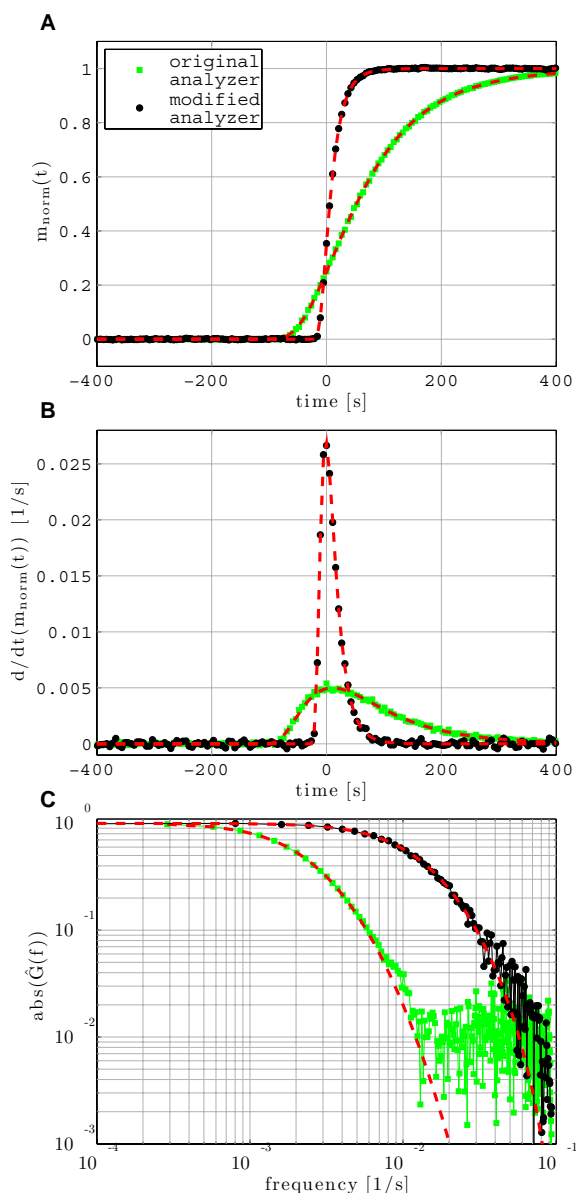 A
original
analyzer
modified
analyzer
1
0.8
0.6
0.4
0.2
0
m_norm(t)
−400 −200 0 200 400
time [s]
B
0.025
0.02
0.015
0.01
0.005
0
d/dt(m_norm(t)) [1/s]
−400 −200 0 200 400
time [s]
C
10^0
10^-1
10^-2
10^-3
abs(Ĝ(f))
10^-4 10^-3 10^-2 10^-1
frequency [1/s]